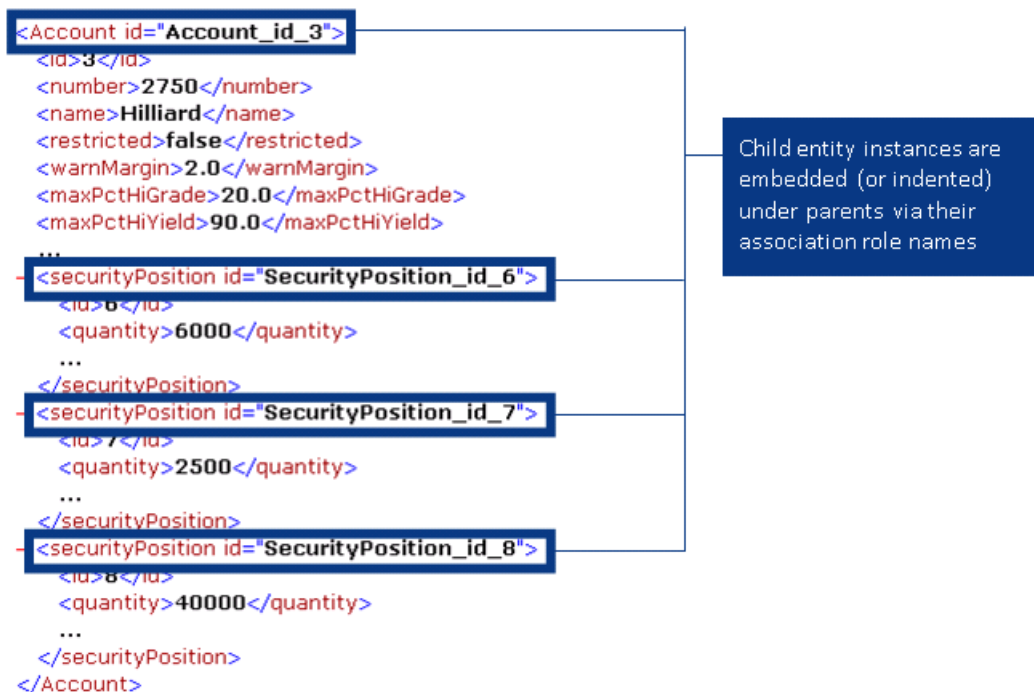 <Account id="Account_id_3">
<id>3</id>
<number>2750</number>
<name>Hilliard</name>
<restricted>false</restricted>
<warnMargin>2.0</warnMargin>
<maxPctHiGrade>20.0</maxPctHiGrade>
<maxPctHiYield>90.0</maxPctHiYield>
...
- <securityPosition id="SecurityPosition_id_6">
<id>6</id>
<quantity>6000</quantity>
...
</securityPosition>
- <securityPosition id="SecurityPosition_id_7">
<id>7</id>
<quantity>2500</quantity>
...
</securityPosition>
- <securityPosition id="SecurityPosition_id_8">
<id>8</id>
<quantity>40000</quantity>
...
</securityPosition>
</Account>
Child entity instances are
embedded (or indented)
under parents via their
association role names